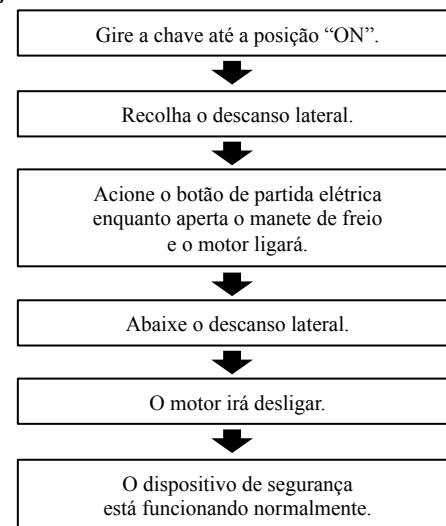 Gire a chave até a posição “ON”.
Recolha o descanso lateral.
Acione o botão de partida elétrica
enquanto aperta o manete de freio
e o motor ligará.
Abaixe o descanso lateral.
O motor irá desligar.
O dispositivo de segurança
está funcionando normalmente.